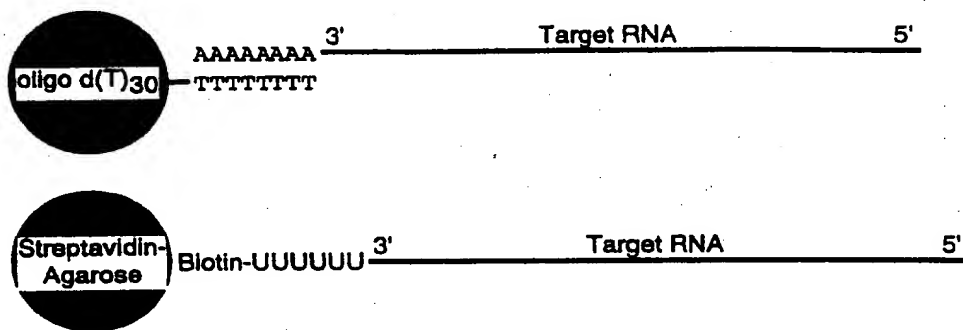 AAAAAAAA 3' Target RNA 5'
oligo d(T)30 TTTTTTTT
Streptavidin-
Agarose
Biotin-UUUUUU 3' Target RNA 5'